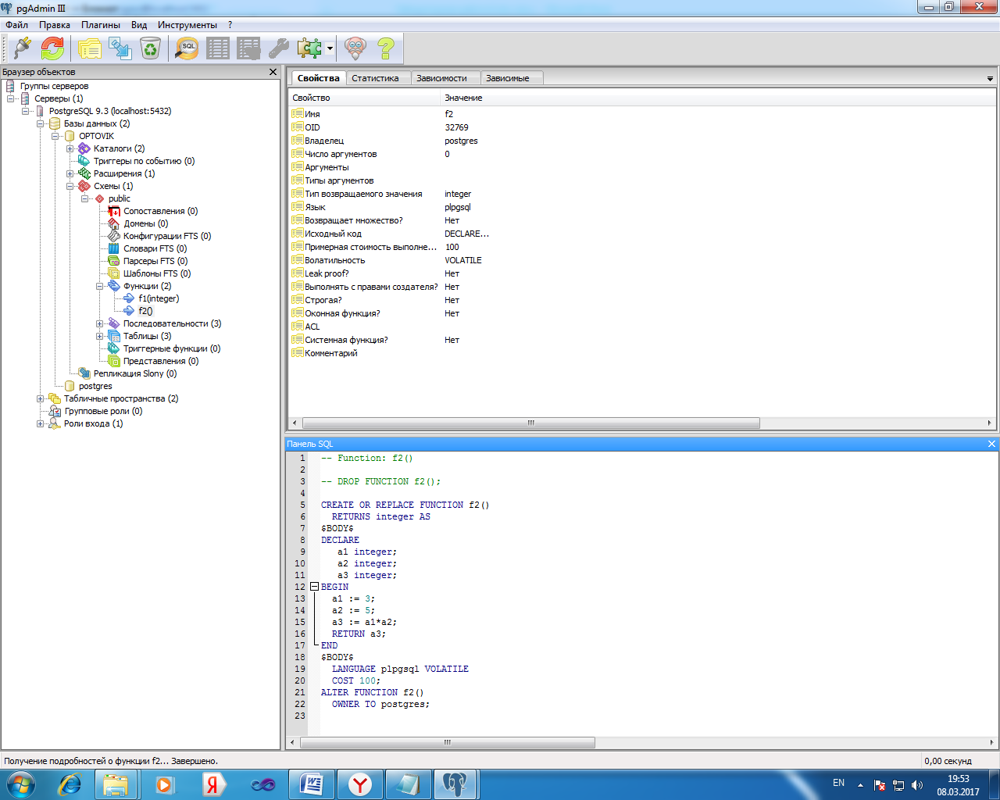 pgAdmin III
Файл Правка Плагины Вид Инструменты ?
SQL
Браузер объектов
Группы серверов
Серверы (1)
PostgreSQL 9.3 (localhost:5432)
Базы данных (2)
OPTOVIK
Каталоги (2)
Триггеры по событию (0)
Расширения (1)
Схемы (1)
public
Сопоставления (0)
Домены (0)
Конфигурации FTS (0)
Словари FTS (0)
Парсеры FTS (0)
Шаблоны FTS (0)
Функции (2)
f1(integer)
f2()
Последовательности (3)
Таблицы (3)
Триггерные функции (0)
Представления (0)
Репликация Slony (0)
postgres
Табличные пространства (2)
Групповые роли (0)
Роли входа (1)
Свойства Статистика Зависимости Зависимые
Свойство Значение
Имя f2
OID 32769
Владелец postgres
Число аргументов 0
Аргументы
Типы аргументов
Тип возвращаемого значения integer
Язык plpgsql
Возвращает множество? Нет
Исходный код DECLARE...
Примерная стоимость выполне... 100
Волатильность VOLATILE
Leak proof? Нет
Выполнять с правами создателя? Нет
Строгая? Нет
Оконная функция? Нет
ACL
Системная функция? Нет
Комментарий
Панель SQL
1 -- Function: f2()
2
3 -- DROP FUNCTION f2();
4
5 CREATE OR REPLACE FUNCTION f2()
6 RETURNS integer AS
7 $BODY$
8 DECLARE
9 a1 integer;
10 a2 integer;
11 a3 integer;
12 BEGIN
13 a1 := 3;
14 a2 := 5;
15 a3 := a1*a2;
16 RETURN a3;
17 END
18 $BODY$
19 LANGUAGE plpgsql VOLATILE
20 COST 100;
21 ALTER FUNCTION f2()
22 OWNER TO postgres;
23
Получение подробностей о функции f2... Завершено. 0,00 секунд
EN 19:53
08.03.2017